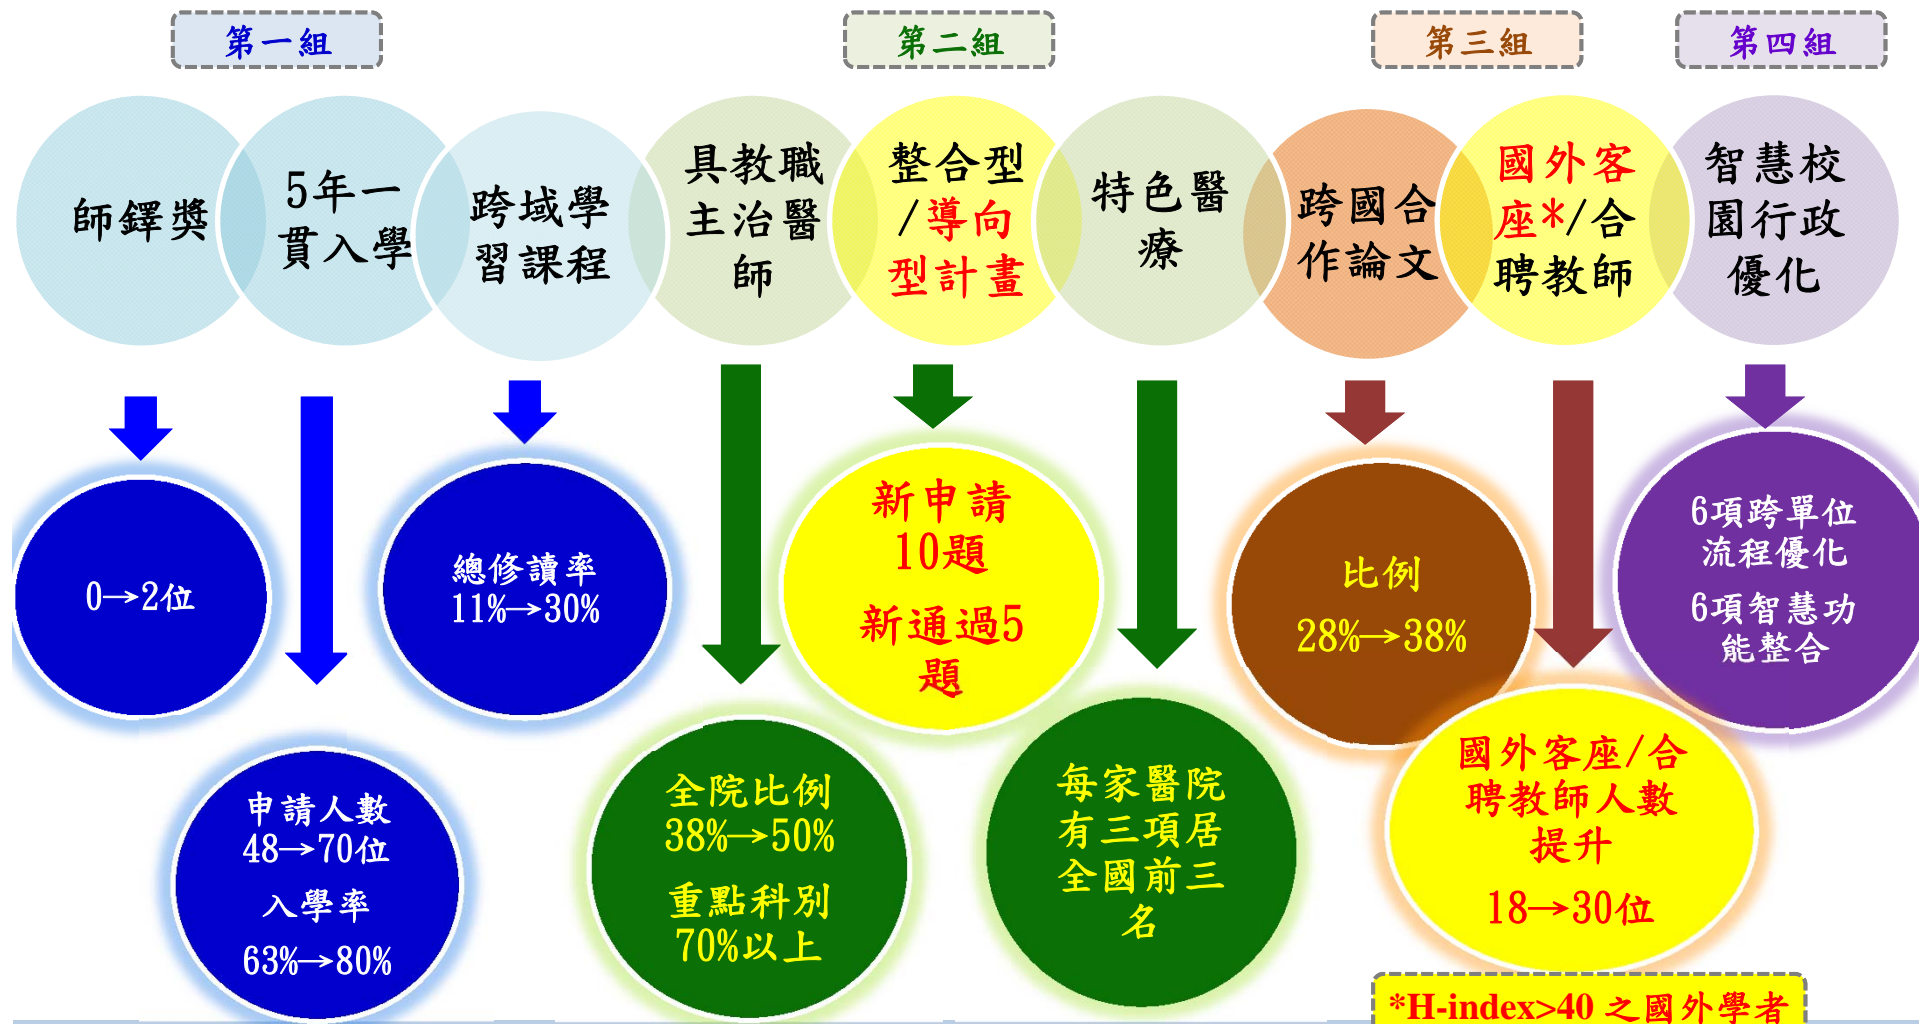 第一組
第二組
第三組
第四組
師鐸獎
5年一
貫入學
跨域學
習課程
具教職
主治醫
師
整合型
/導向
型計畫
特色醫
療
跨國合
作論文
國外客
座*/合
聘教師
智慧校
園行政
優化
0→2位
申請人數
48→70位
入學率
63%→80%
總修讀率
11%→30%
全院比例
38%→50%
重點科別
70%以上
新申請
10題
新通過5
題
每家醫院
有三項居
全國前三
名
比例
28%→38%
國外客座/合
聘教師人數
提升
18→30位
6項跨單位
流程優化
6項智慧功
能整合
*H-index>40 之國外學者